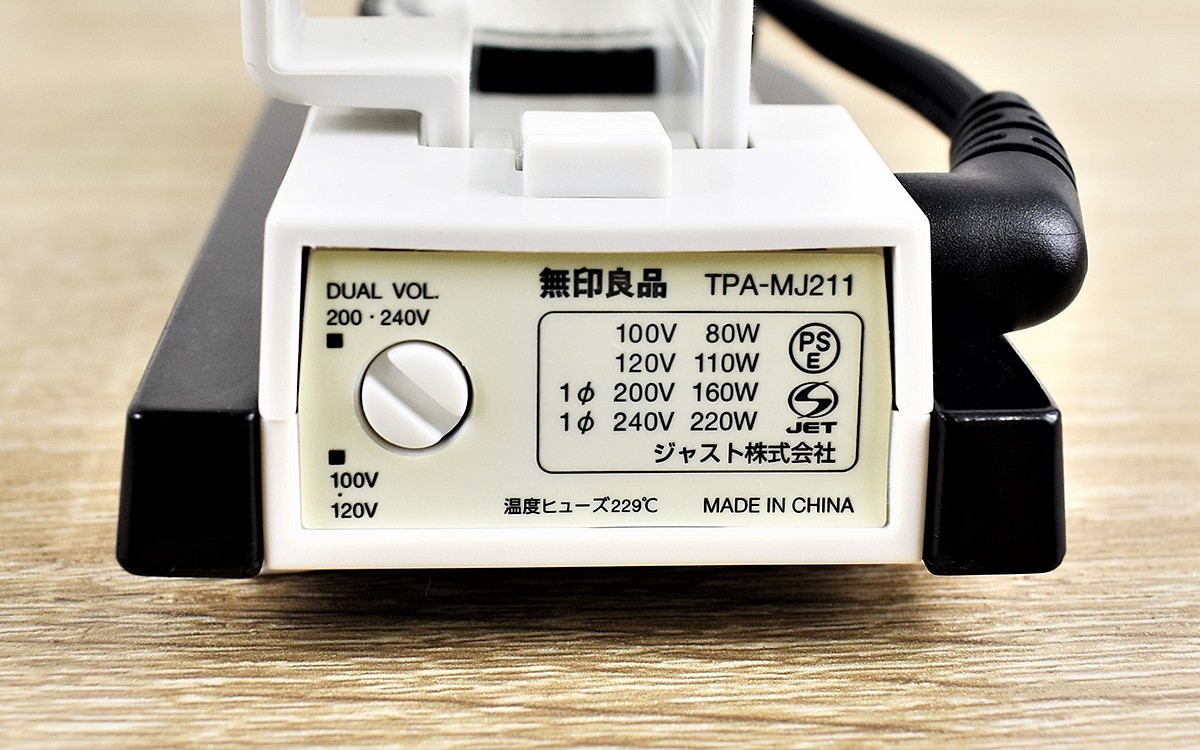 無印良品 TPA-MJ211
DUAL VOL.
200・240V
100V
・
120V
100V 80W
120V 110W
1φ 200V 160W
1φ 240V 220W
PS
E
JET
ジャスト株式会社
温度ヒューズ229℃ MADE IN CHINA